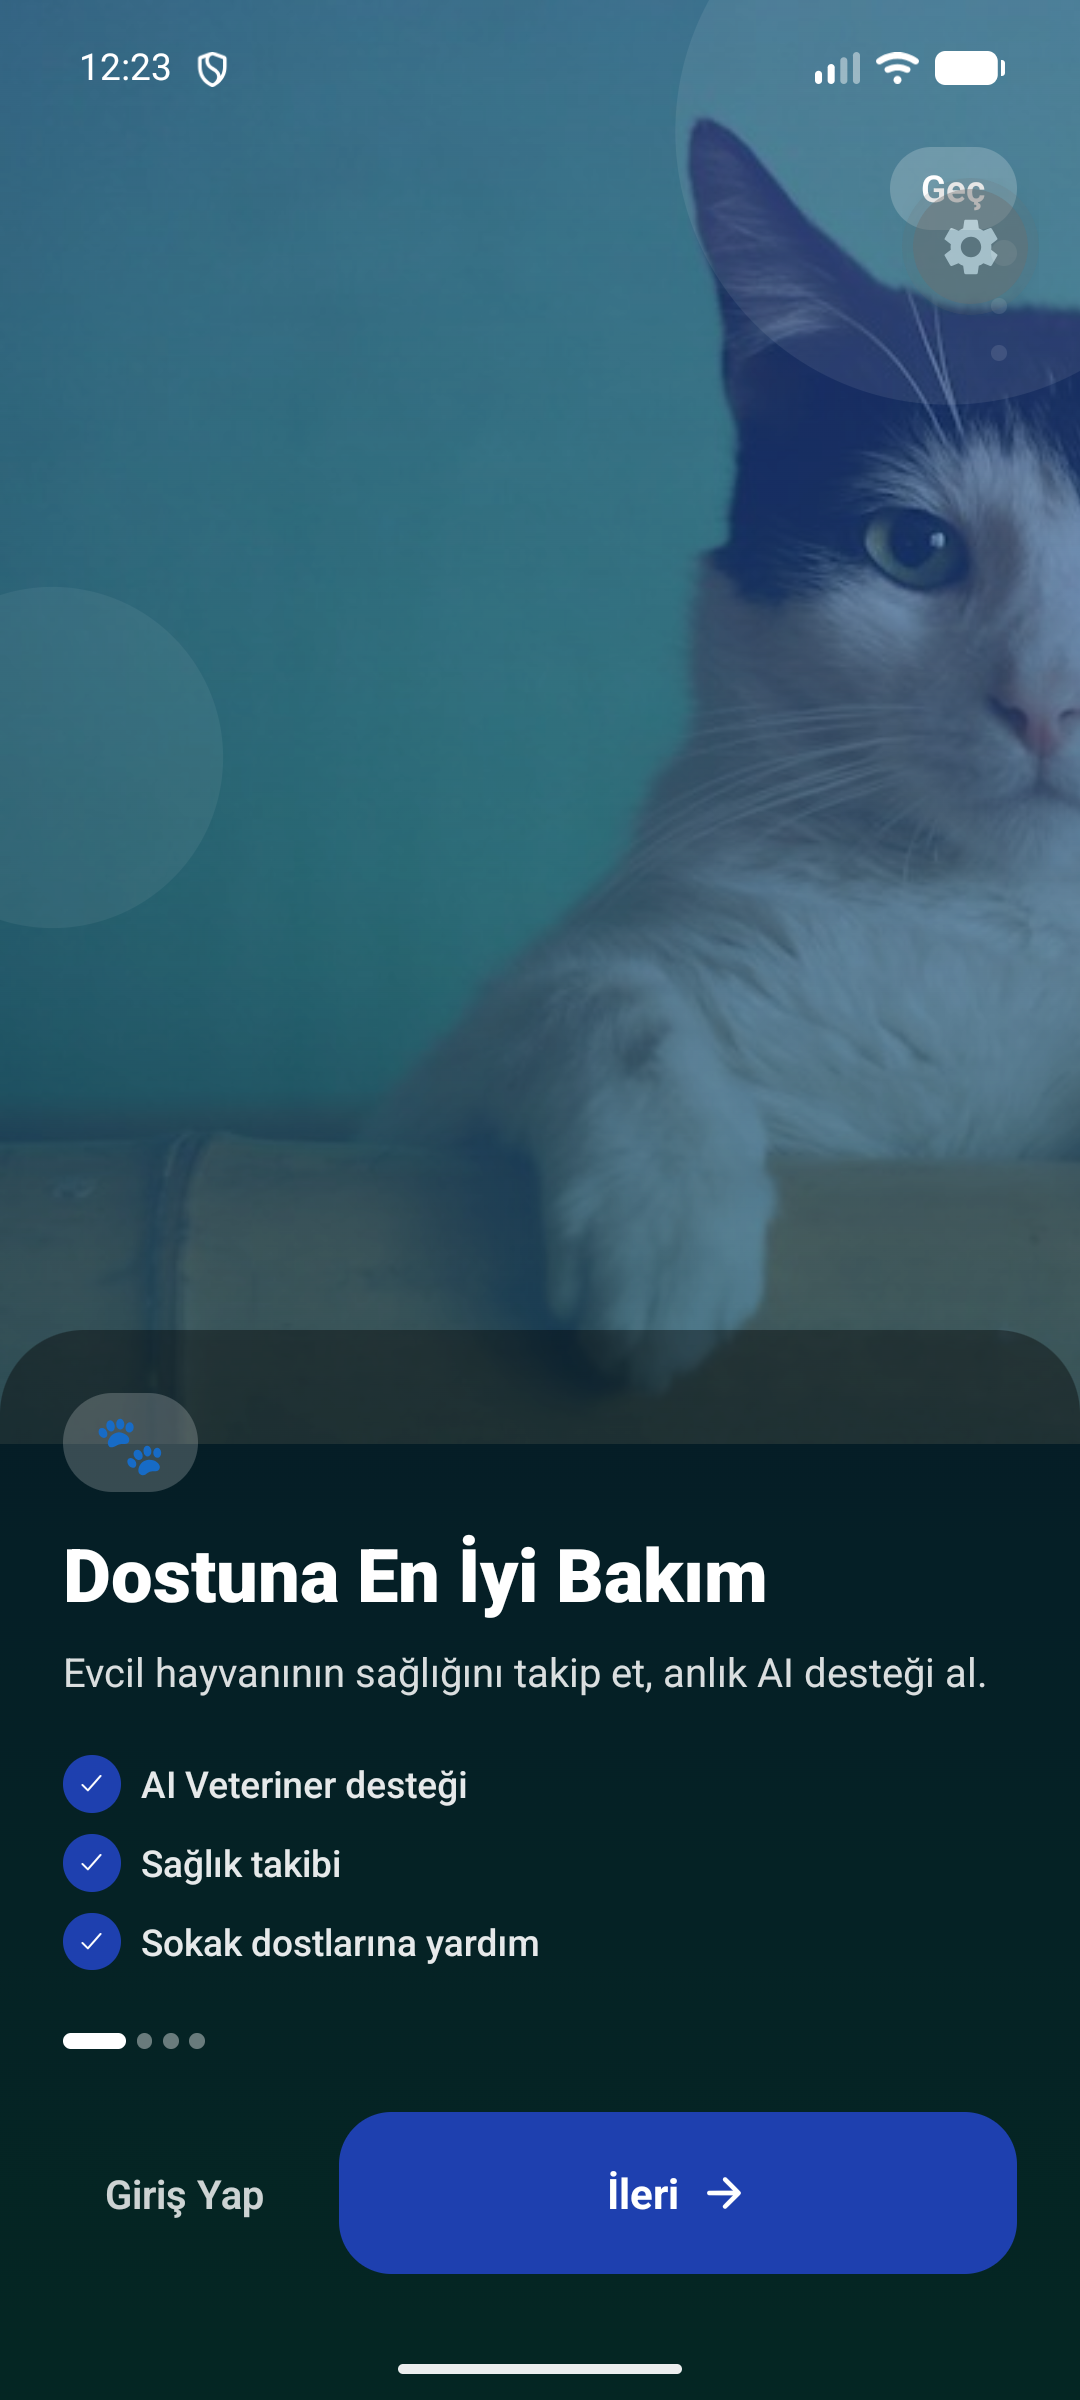 12:23
Geç
Dostuna En İyi Bakım
Evcil hayvanının sağlığını takip et, anlık AI desteği al.
AI Veteriner desteği
Sağlık takibi
Sokak dostlarına yardım
Giriş Yap
İleri →